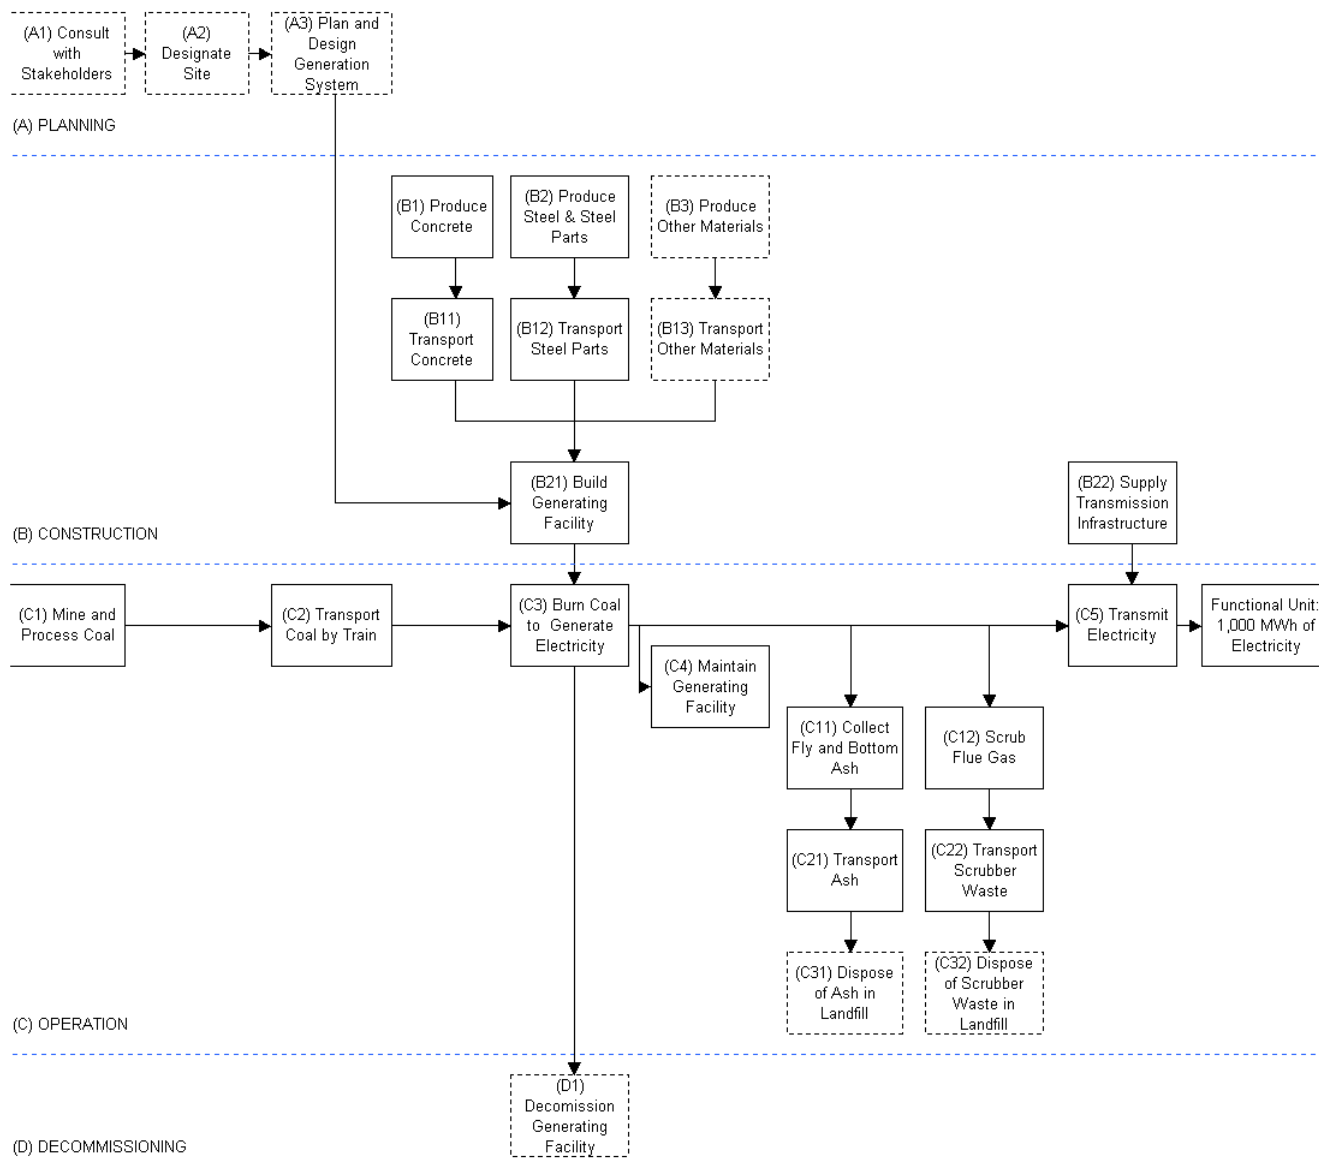 (A1) Consult
with
Stakeholders
(A2)
Designate
Site
(A3) Plan and
Design
Generation
System
(A) PLANNING
(B1) Produce
Concrete
(B2) Produce
Steel & Steel
Parts
(B3) Produce
Other Materials
(B11)
Transport
Concrete
(B12) Transport
Steel Parts
(B13) Transport
Other Materials
(B21) Build
Generating
Facility
(B22) Supply
Transmission
Infrastructure
(B) CONSTRUCTION
(C1) Mine and
Process Coal
(C2) Transport
Coal by Train
(C3) Burn Coal
to Generate
Electricity
(C5) Transmit
Electricity
Functional Unit:
1,000 MWh of
Electricity
(C4) Maintain
Generating
Facility
(C11) Collect
Fly and Bottom
Ash
(C12) Scrub
Flue Gas
(C21) Transport
Ash
(C22) Transport
Scrubber
Waste
(C31) Dispose
of Ash in
Landfill
(C32) Dispose
of Scrubber
Waste in
Landfill
(C) OPERATION
(D1)
Decomission
Generating
Facility
(D) DECOMMISSIONING